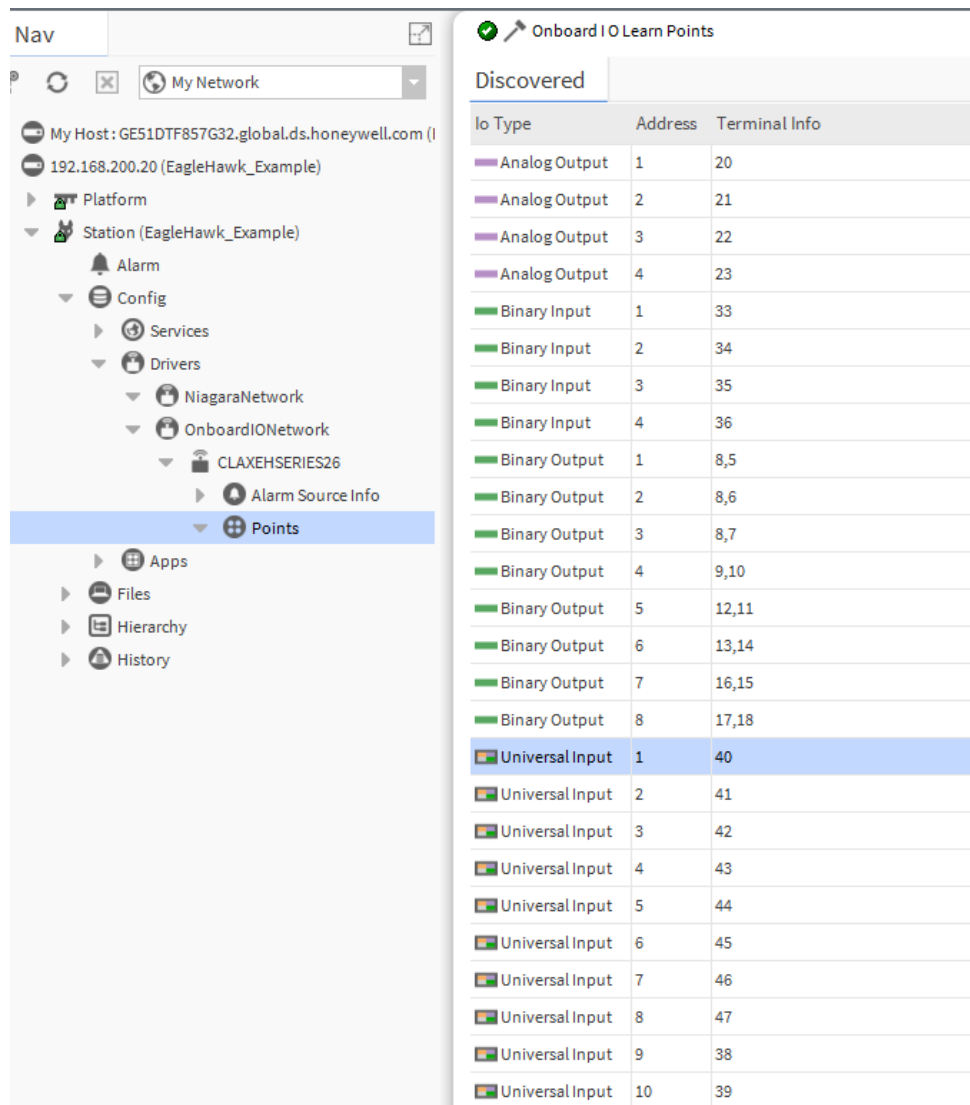 Nav
My Network
My Host : GE51DTF857G32.global.ds.honeywell.com (
192.168.200.20 (EagleHawk_Example)
Platform
Station (EagleHawk_Example)
Alarm
Config
Services
Drivers
NiagaraNetwork
OnboardIONetwork
CLAXEHSERIES26
Alarm Source Info
Points
Apps
Files
Hierarchy
History
Onboard I O Learn Points
Discovered
Io Type Address Terminal Info
Analog Output 1 20
Analog Output 2 21
Analog Output 3 22
Analog Output 4 23
Binary Input 1 33
Binary Input 2 34
Binary Input 3 35
Binary Input 4 36
Binary Output 1 8,5
Binary Output 2 8,6
Binary Output 3 8,7
Binary Output 4 9,10
Binary Output 5 12,11
Binary Output 6 13,14
Binary Output 7 16,15
Binary Output 8 17,18
Universal Input 1 40
Universal Input 2 41
Universal Input 3 42
Universal Input 4 43
Universal Input 5 44
Universal Input 6 45
Universal Input 7 46
Universal Input 8 47
Universal Input 9 38
Universal Input 10 39